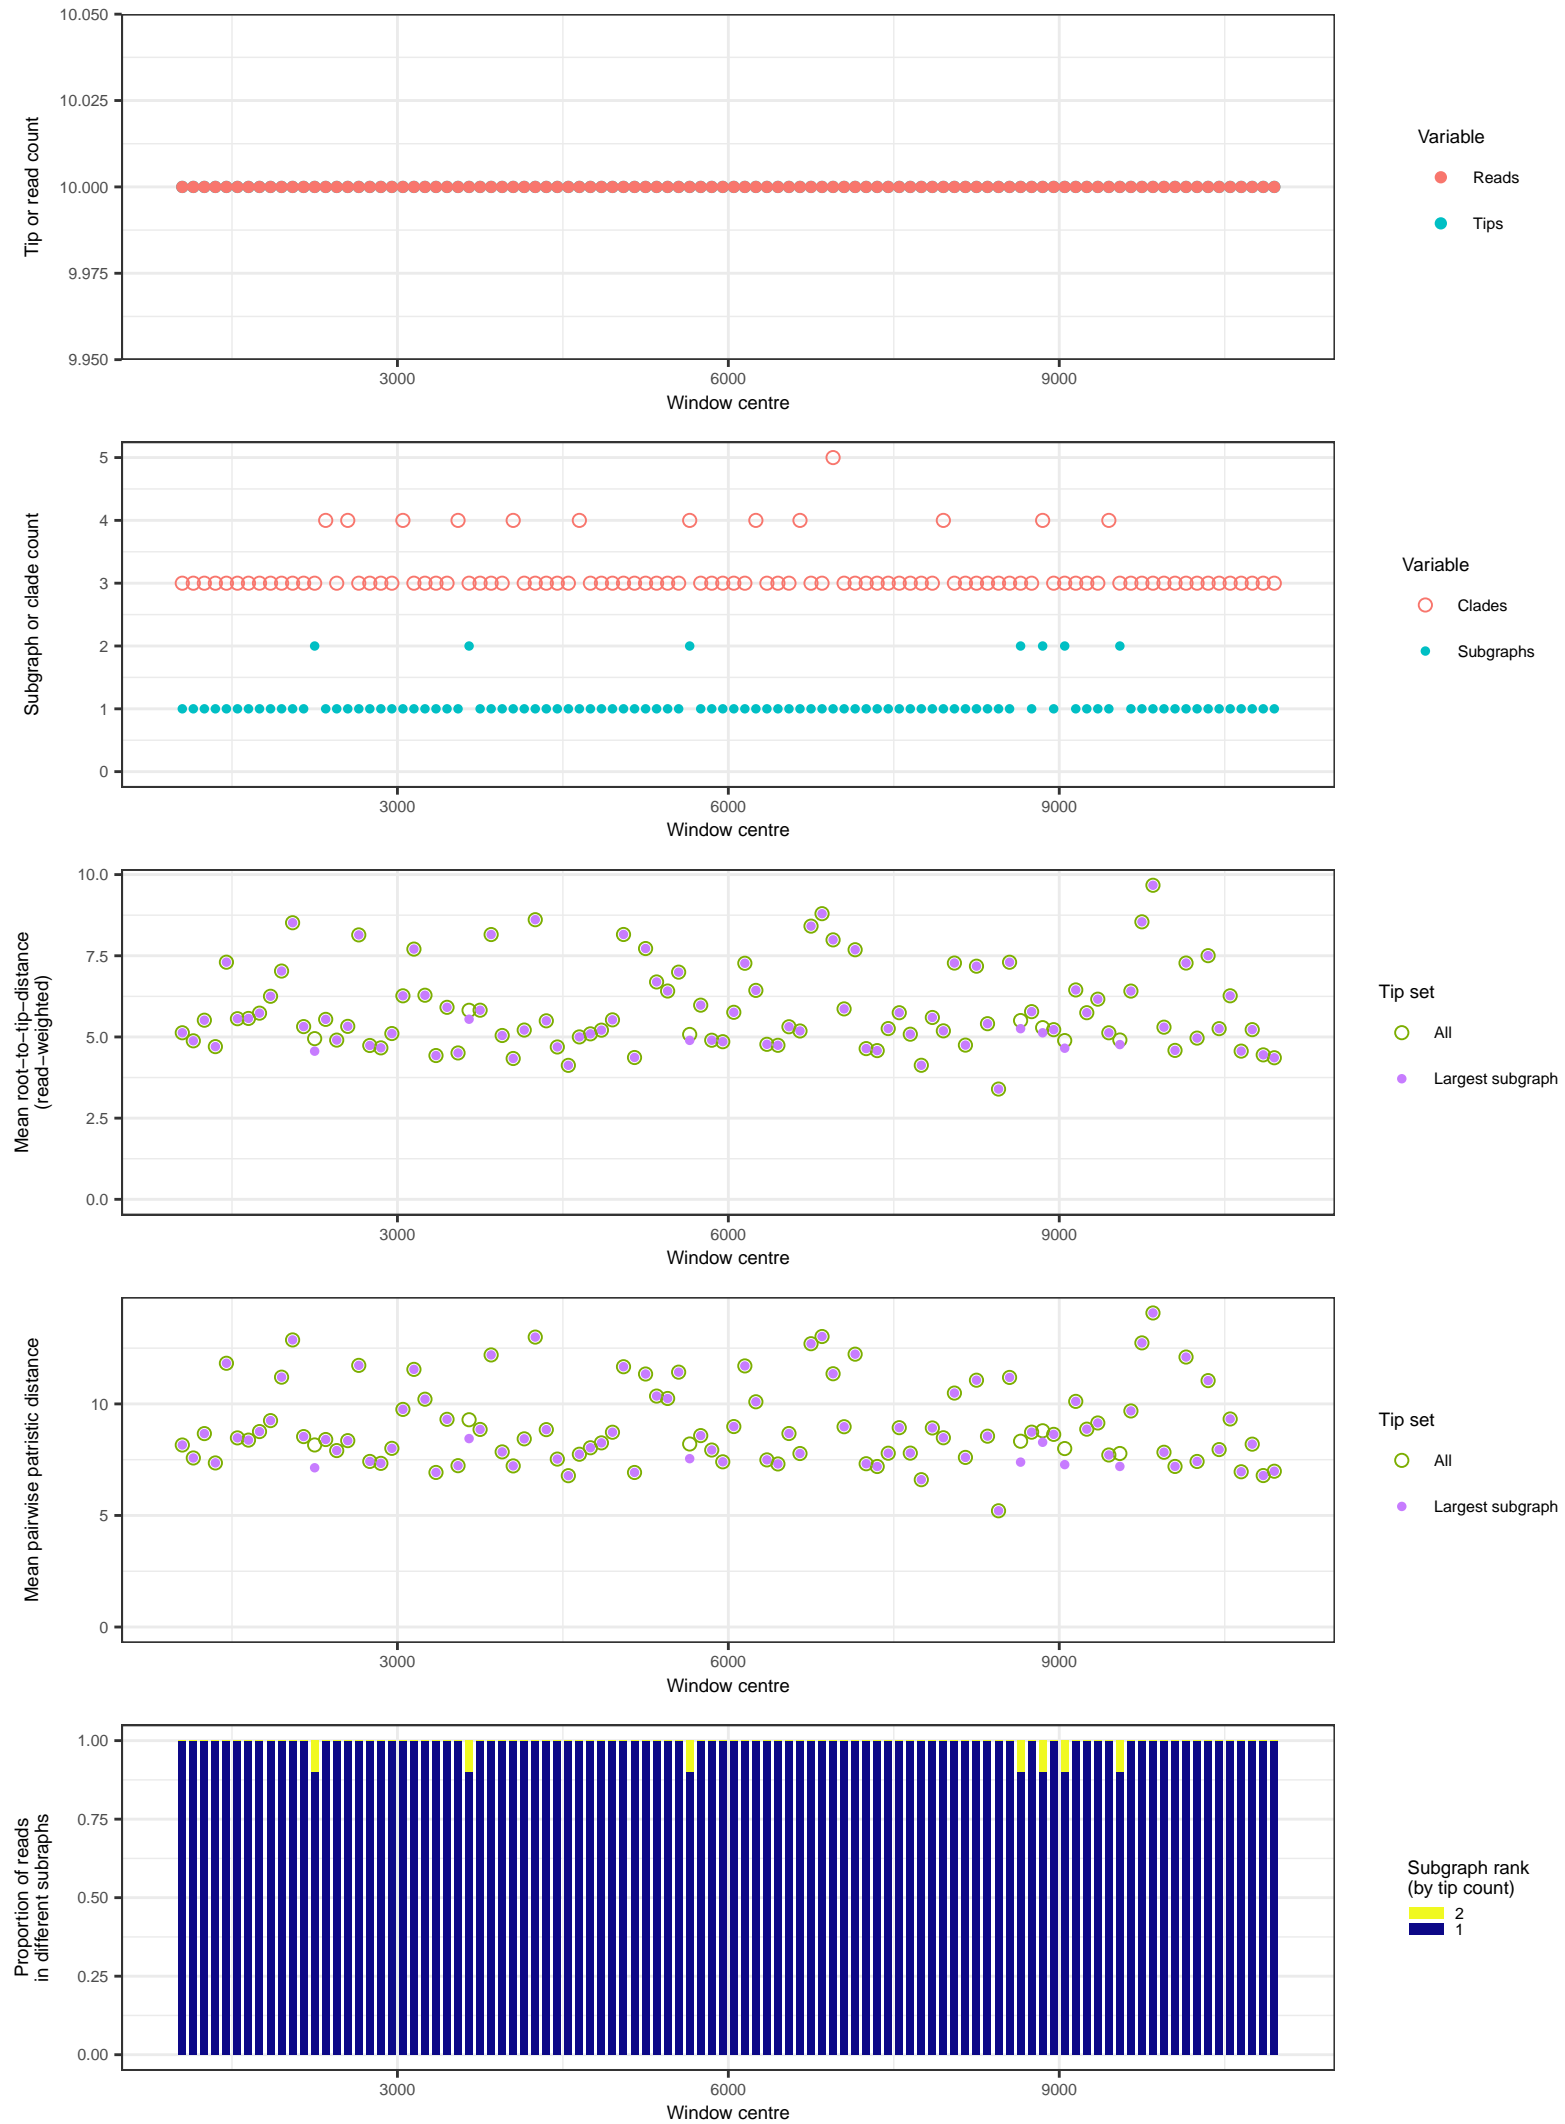 10.050
10.025
10.000
9.975
9.950
Tip or read count
3000
6000
9000
Window centre
Variable
Reads
Tips
5
4
3
2
1
0
Subgraph or clade count
3000
6000
9000
Window centre
Variable
Clades
Subgraphs
10.0
7.5
5.0
2.5
0.0
Mean root−to−tip−distance
(read−weighted)
3000
6000
9000
Window centre
Tip set
All
Largest subgraph
10
5
0
Mean pairwise patristic distance
3000
6000
9000
Window centre
Tip set
All
Largest subgraph
1.00
0.75
0.50
0.25
0.00
Proportion of reads
in different subraphs
3000
6000
9000
Window centre
Subgraph rank
(by tip count)
2
1